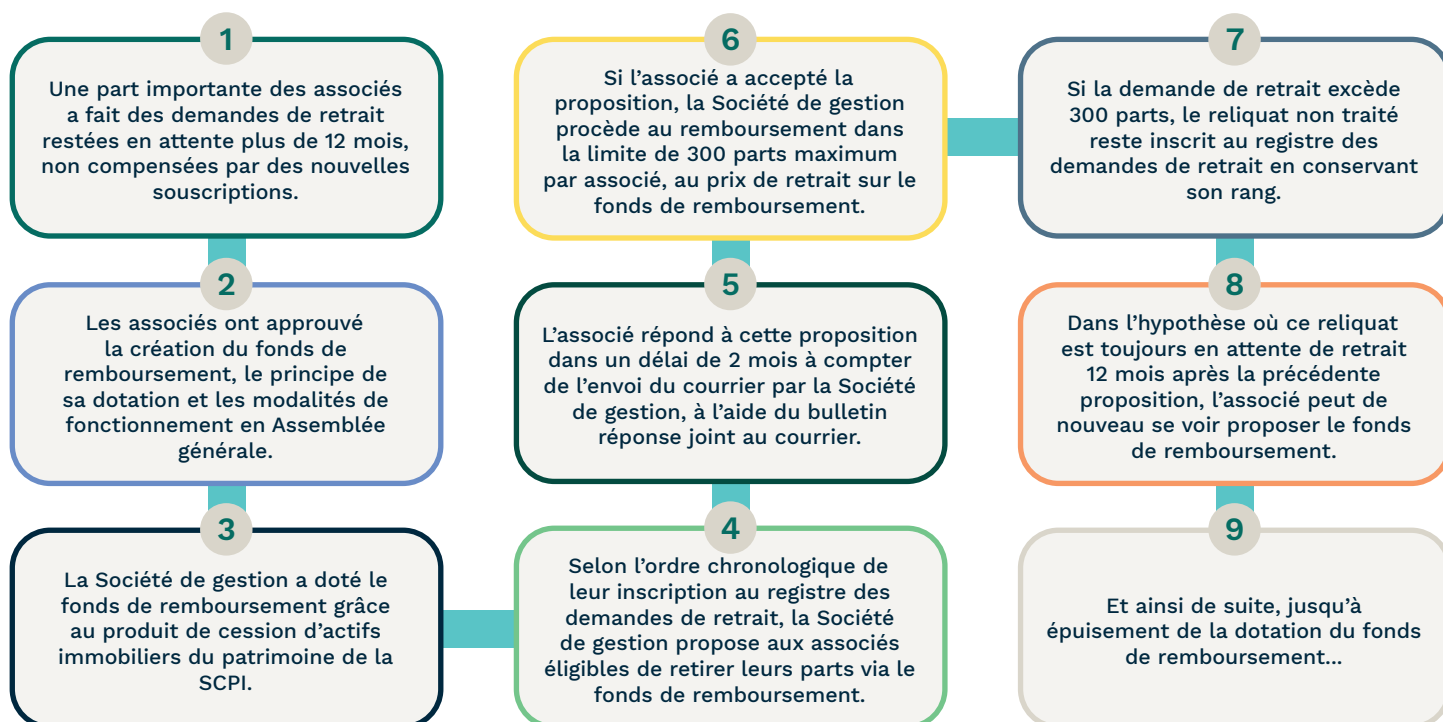 1
Une part importante des associés
a fait des demandes de retrait
restées en attente plus de 12 mois,
non compensées par des nouvelles
souscriptions.
2
Les associés ont approuvé
la création du fonds de
remboursement, le principe de
sa dotation et les modalités de
fonctionnement en Assemblée
générale.
3
La Société de gestion a doté le
fonds de remboursement grâce
au produit de cession d’actifs
immobiliers du patrimoine de la
SCPI.
4
Selon l’ordre chronologique de
leur inscription au registre des
demandes de retrait, la Société
de gestion propose aux associés
éligibles de retirer leurs parts via le
fonds de remboursement.
5
L’associé répond à cette proposition
dans un délai de 2 mois à compter
de l’envoi du courrier par la Société
de gestion, à l’aide du bulletin
réponse joint au courrier.
6
Si l’associé a accepté la
proposition, la Société de gestion
procède au remboursement dans
la limite de 300 parts maximum
par associé, au prix de retrait sur le
fonds de remboursement.
7
Si la demande de retrait excède
300 parts, le reliquat non traité
reste inscrit au registre des
demandes de retrait en conservant
son rang.
8
Dans l’hypothèse où ce reliquat
est toujours en attente de retrait
12 mois après la précédente
proposition, l’associé peut de
nouveau se voir proposer le fonds
de remboursement.
9
Et ainsi de suite, jusqu’à
épuisement de la dotation du fonds
de remboursement...